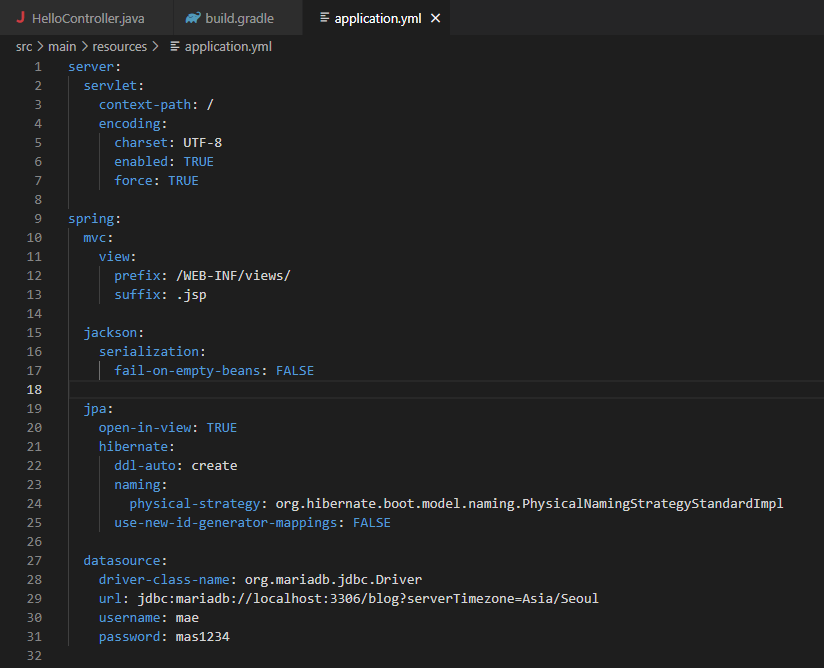 J HelloController.java build.gradle application.yml ×
src > main > resources > application.yml
1 server:
2   servlet:
3     context-path: /
4     encoding:
5       charset: UTF-8
6       enabled: TRUE
7       force: TRUE
8
9 spring:
10   mvc:
11     view:
12       prefix: /WEB-INF/views/
13       suffix: .jsp
14
15   jackson:
16     serialization:
17       fail-on-empty-beans: FALSE
18
19   jpa:
20     open-in-view: TRUE
21     hibernate:
22       ddl-auto: create
23       naming:
24         physical-strategy: org.hibernate.boot.model.naming.PhysicalNamingStrategyStandardImpl
25       use-new-id-generator-mappings: FALSE
26
27   datasource:
28     driver-class-name: org.mariadb.jdbc.Driver
29     url: jdbc:mariadb://localhost:3306/blog?serverTimezone=Asia/Seoul
30     username: mae
31     password: mas1234
32